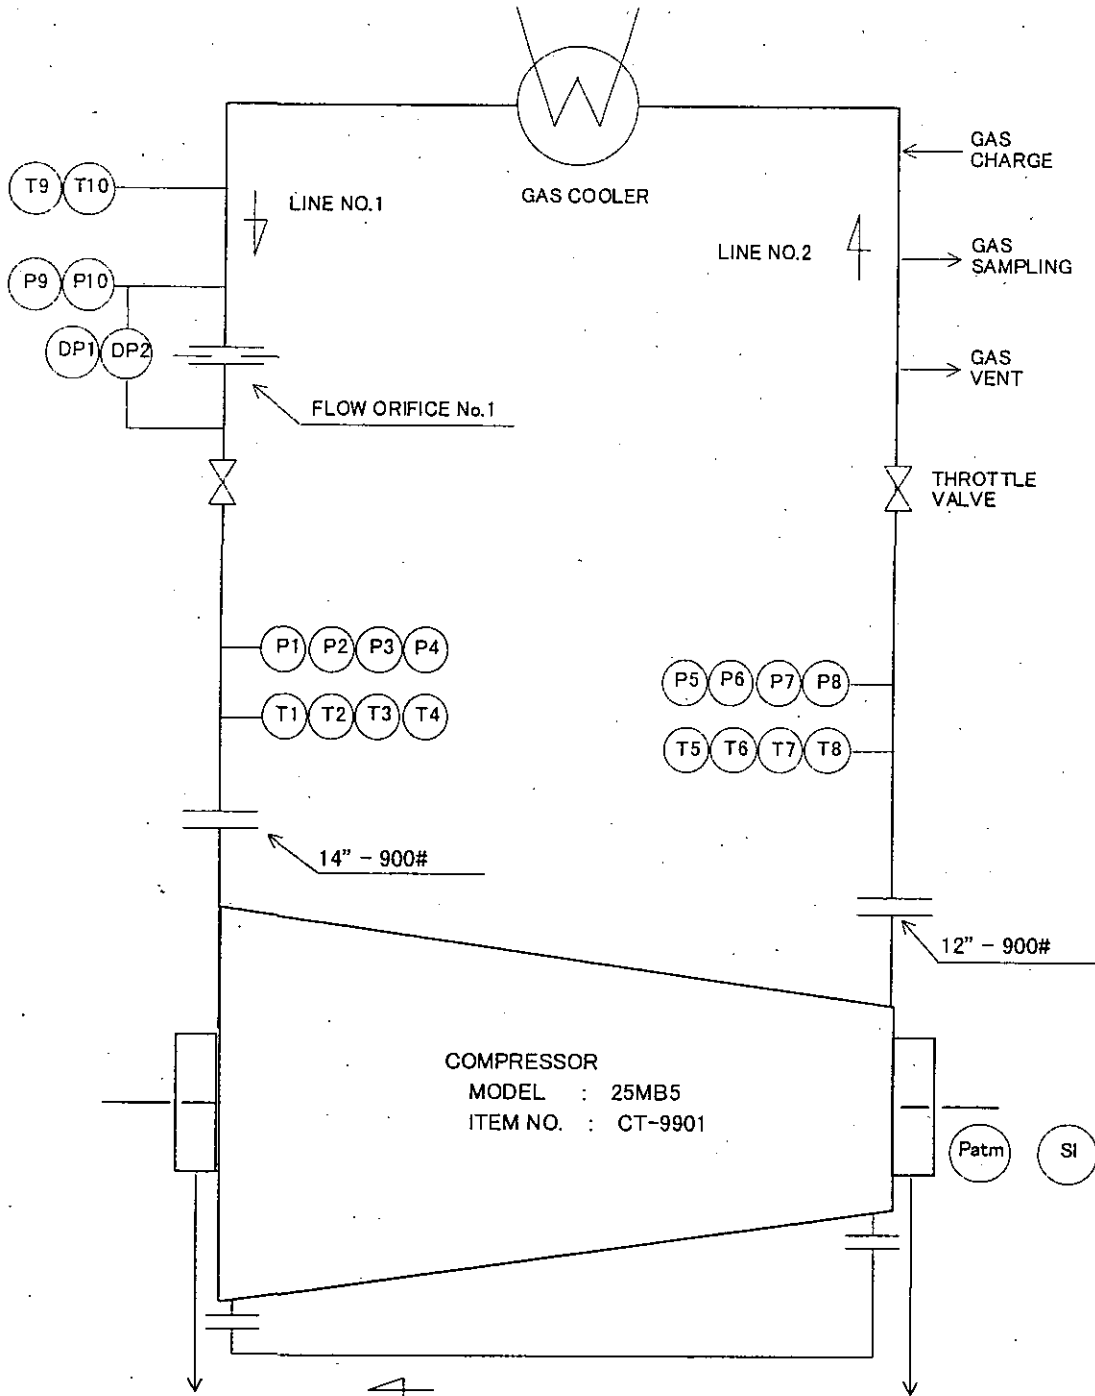 GAS COOLER
GAS
CHARGE
T9 T10
LINE NO.1
LINE NO.2
GAS
SAMPLING
P9 P10
DP1 DP2
GAS
VENT
FLOW ORIFICE No.1
THROTTLE
VALVE
P1 P2 P3 P4
P5 P6 P7 P8
T1 T2 T3 T4
T5 T6 T7 T8
14" - 900#
12" - 900#
COMPRESSOR
MODEL : 25MB5
ITEM NO. : CT-9901
Patm SI